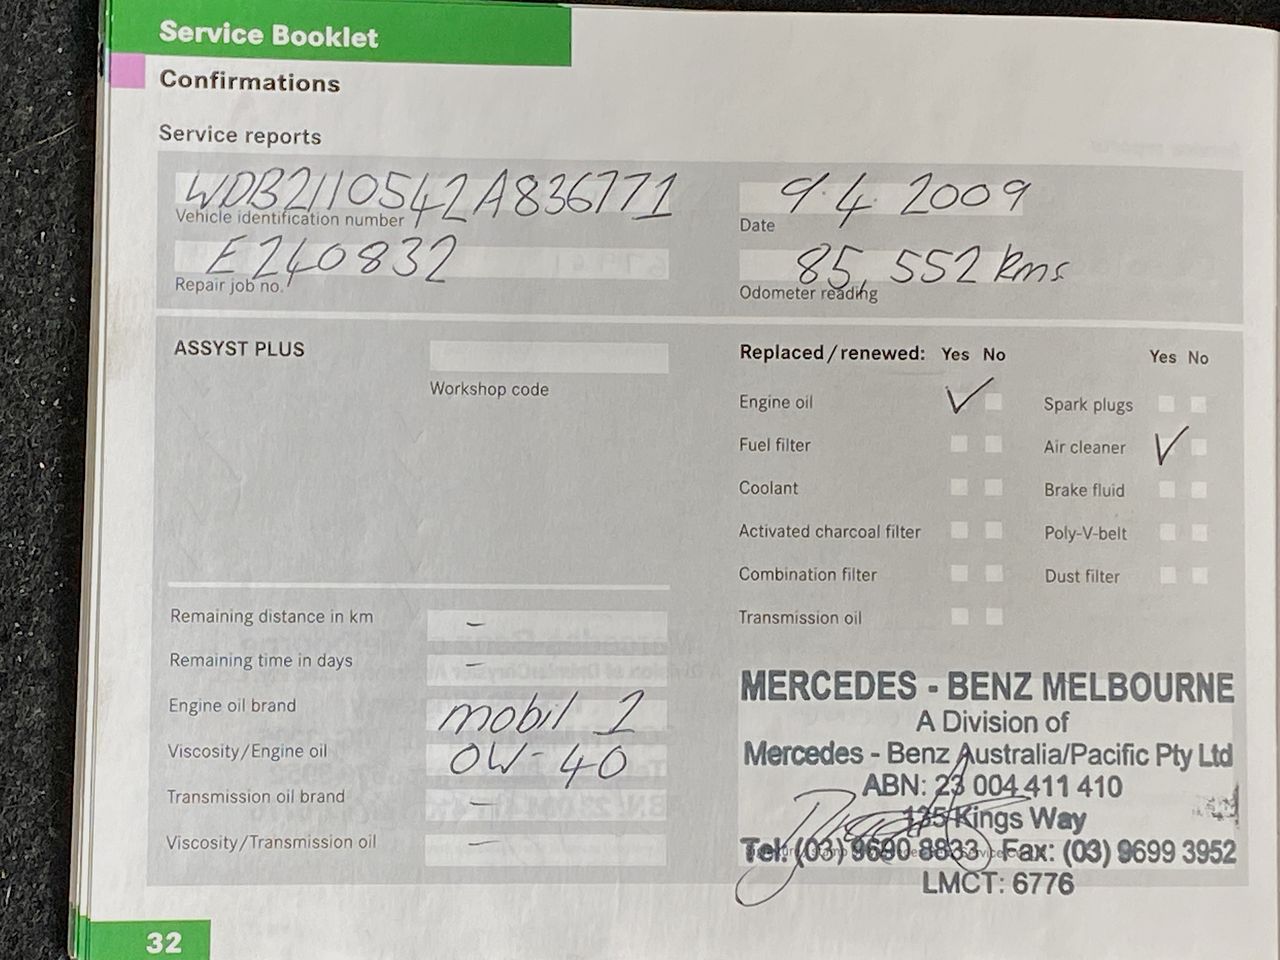 Service Booklet
Confirmations
Service reports
WDB2110542A836771
Vehicle identification number
9.4.2009
Date
E240832
Repair job no.
85,552 kms
Odometer reading
ASSYST PLUS
Workshop code
Replaced/renewed: Yes No Yes No
Engine oil ✓ Spark plugs
Fuel filter Air cleaner ✓
Coolant Brake fluid
Activated charcoal filter Poly-V-belt
Combination filter Dust filter
Transmission oil
Remaining distance in km -
Remaining time in days -
Engine oil brand mobil 1
Viscosity/Engine oil 0W-40
Transmission oil brand -
Viscosity/Transmission oil -
MERCEDES - BENZ MELBOURNE
A Division of
Mercedes - Benz Australia/Pacific Pty Ltd
ABN: 23 004 411 410
135 Kings Way
Tel: (03) 9690 8833 Fax: (03) 9699 3952
LMCT: 6776
32